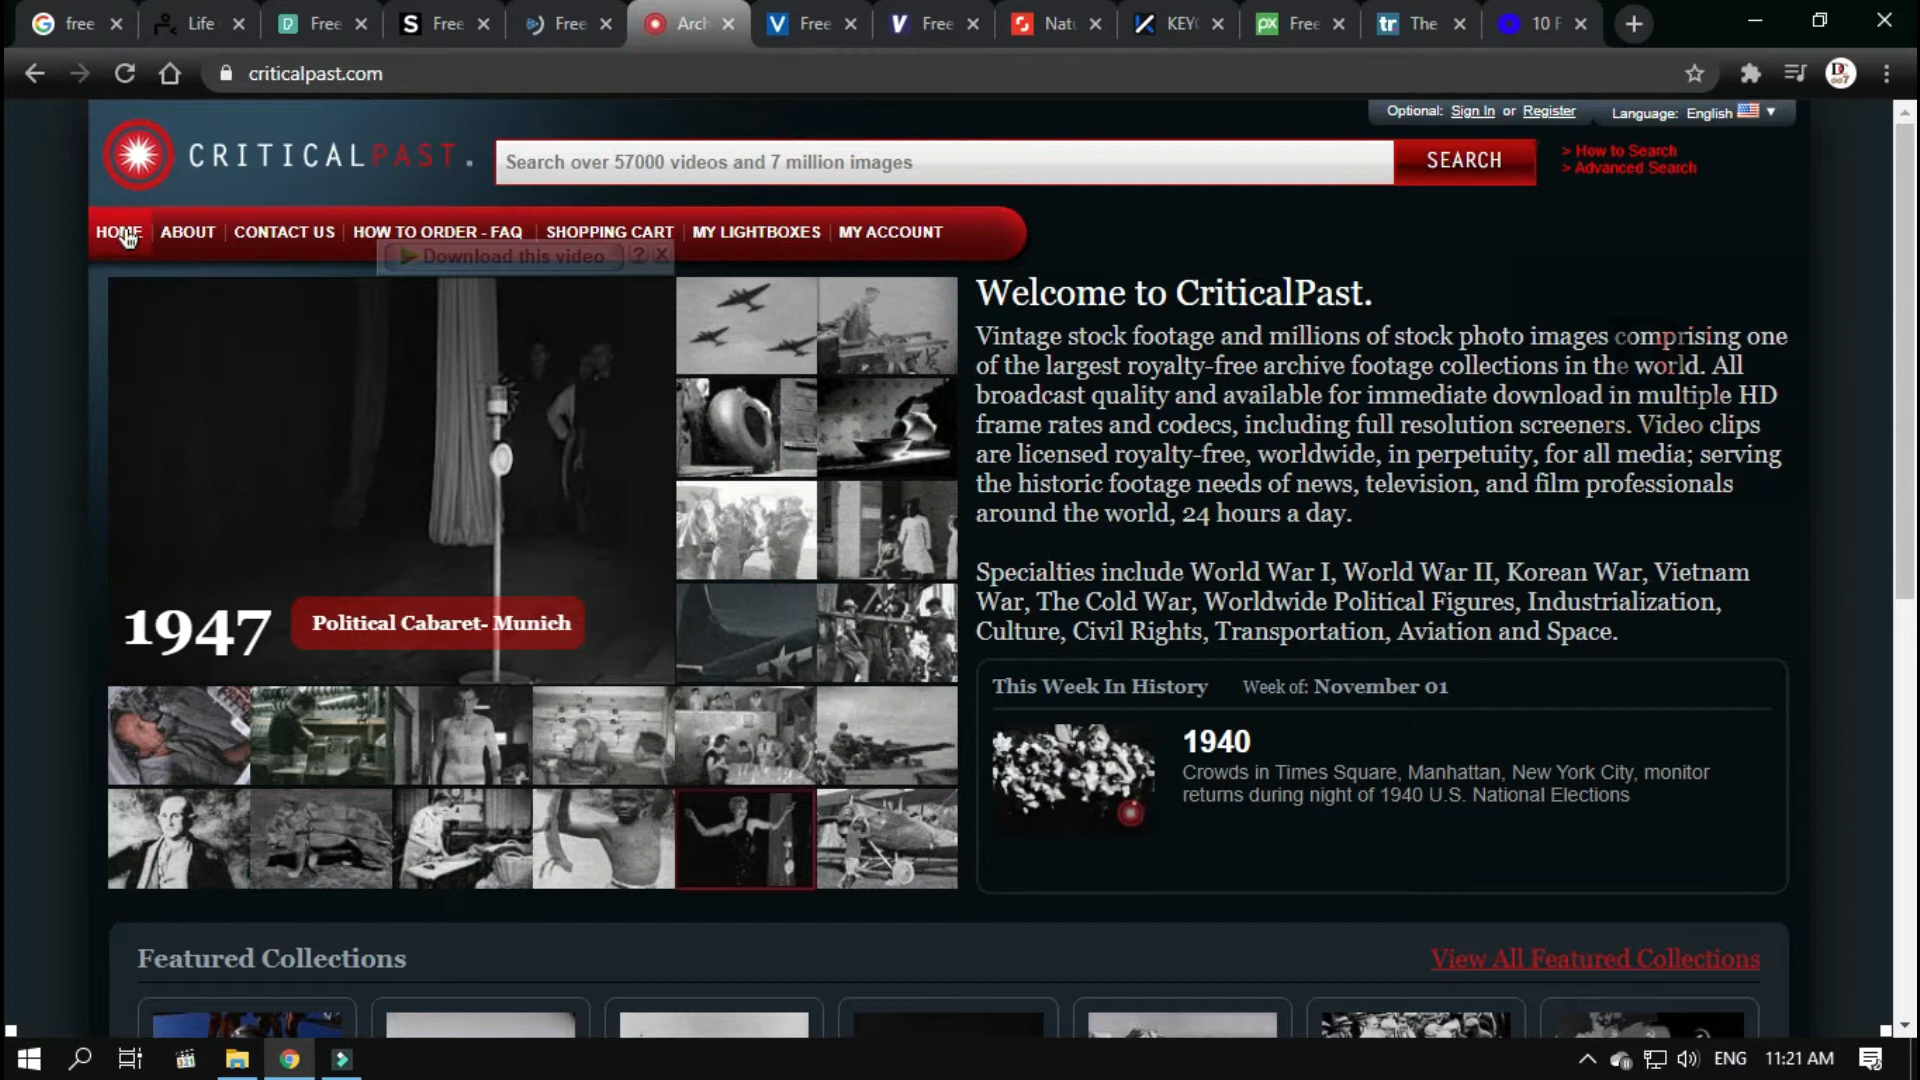 free
Life
Free
Free
Free
Arch
Free
Free
Natu
KEYC
Free
The
10 F
criticalpast.com
Optional: Sign In or Register
Language: English
CRITICALPAST.
Search over 57000 videos and 7 million images
SEARCH
> How to Search
> Advanced Search
HOME
ABOUT
CONTACT US
HOW TO ORDER - FAQ
SHOPPING CART
MY LIGHTBOXES
MY ACCOUNT
Download this video
?
Welcome to CriticalPast.
Vintage stock footage and millions of stock photo images comprising one
of the largest royalty-free archive footage collections in the world. All
broadcast quality and available for immediate download in multiple HD
frame rates and codecs, including full resolution screeners. Video clips
are licensed royalty-free, worldwide, in perpetuity, for all media; serving
the historic footage needs of news, television, and film professionals
around the world, 24 hours a day.
Specialties include World War I, World War II, Korean War, Vietnam
War, The Cold War, Worldwide Political Figures, Industrialization,
Culture, Civil Rights, Transportation, Aviation and Space.
1947
Political Cabaret- Munich
This Week In History
Week of: November 01
1940
Crowds in Times Square, Manhattan, New York City, monitor
returns during night of 1940 U.S. National Elections
Featured Collections
View All Featured Collections
ENG
11:21 AM